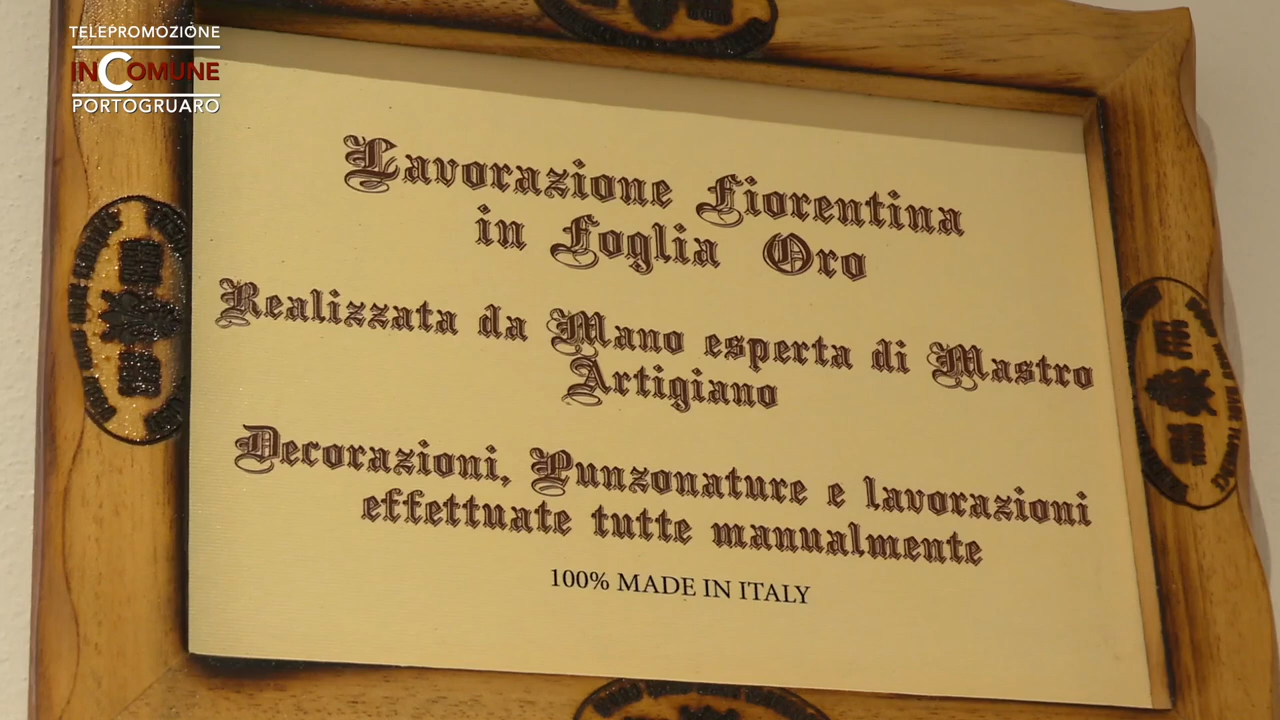 TELEPROMOZIONE
INCOMUNE
PORTOGRUARO
Lavorazione Fiorentina
in Foglia Oro
Realizzata da Mano esperta di Mastro
Artigiano
Decorazioni, Punzonature e lavorazioni
effettuate tutte manualmente
100% MADE IN ITALY